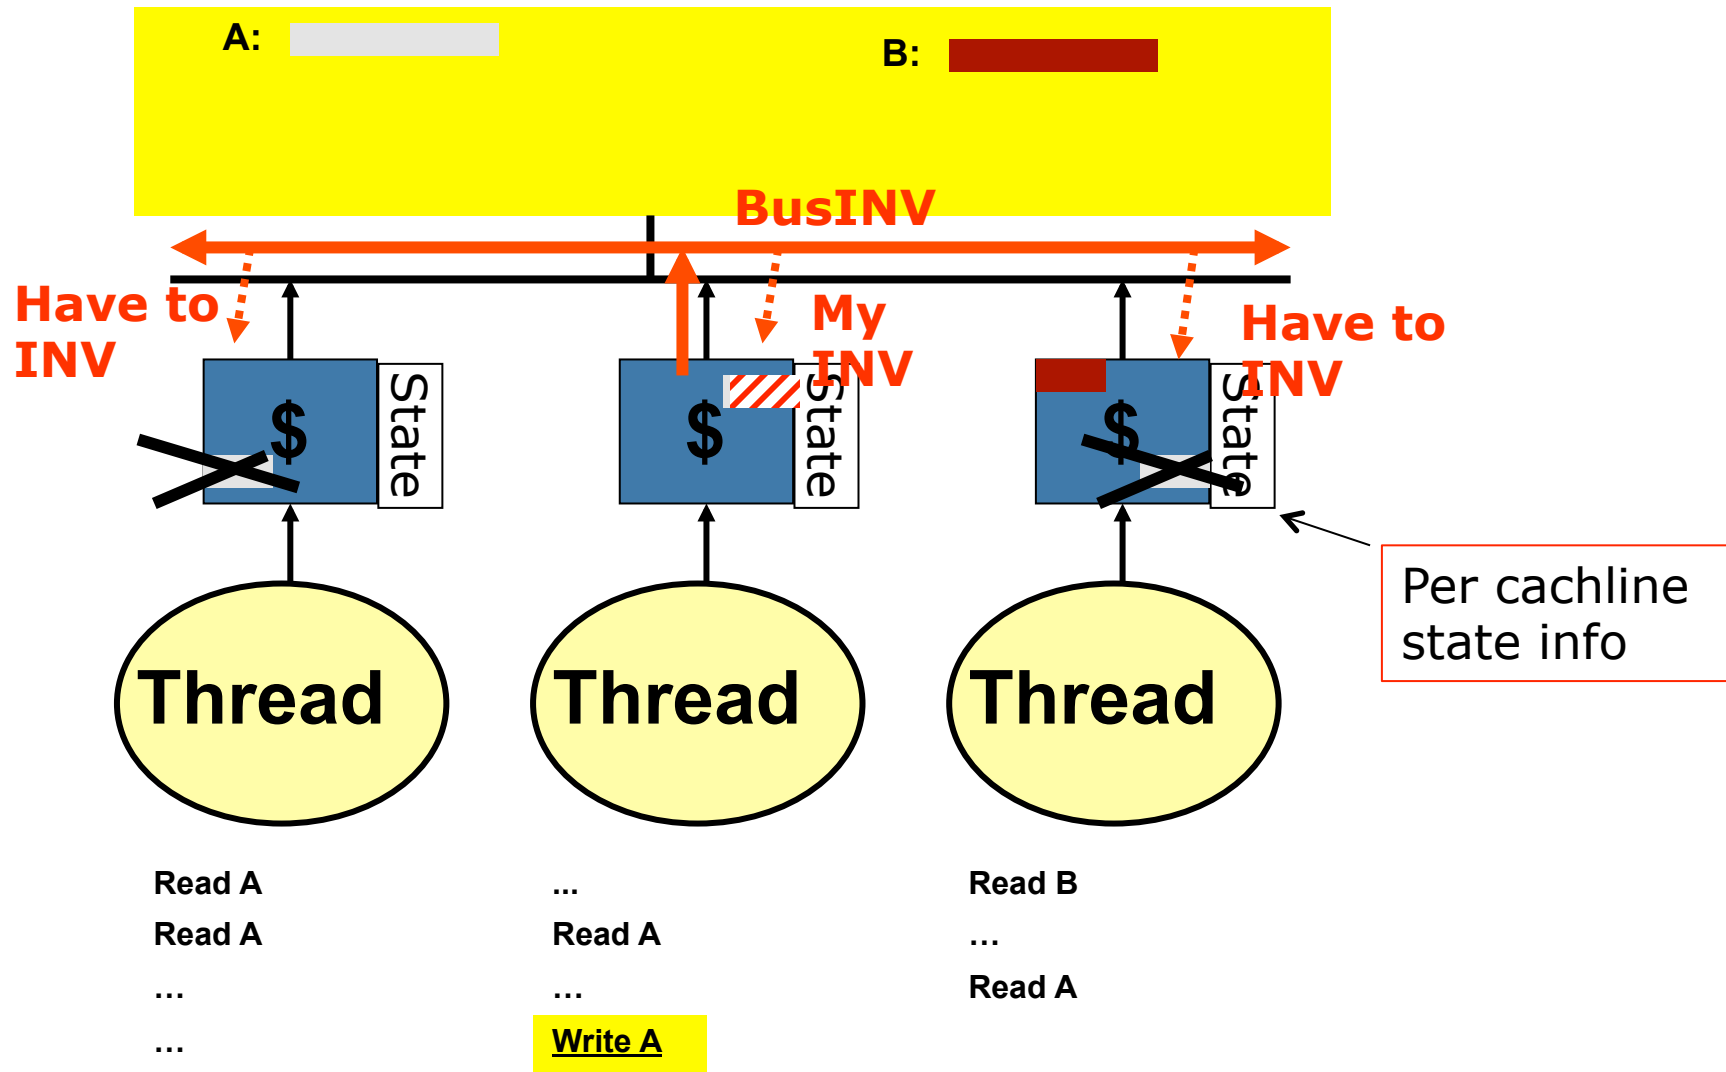 A:
B:
BusINV
Have to
INV
My
INV
Have to
INV
$
State
$
State
$
State
Per cachline
state info
Thread
Thread
Thread
Read A
...
Read B
Read A
Read A
…
…
…
Read A
…
Write A